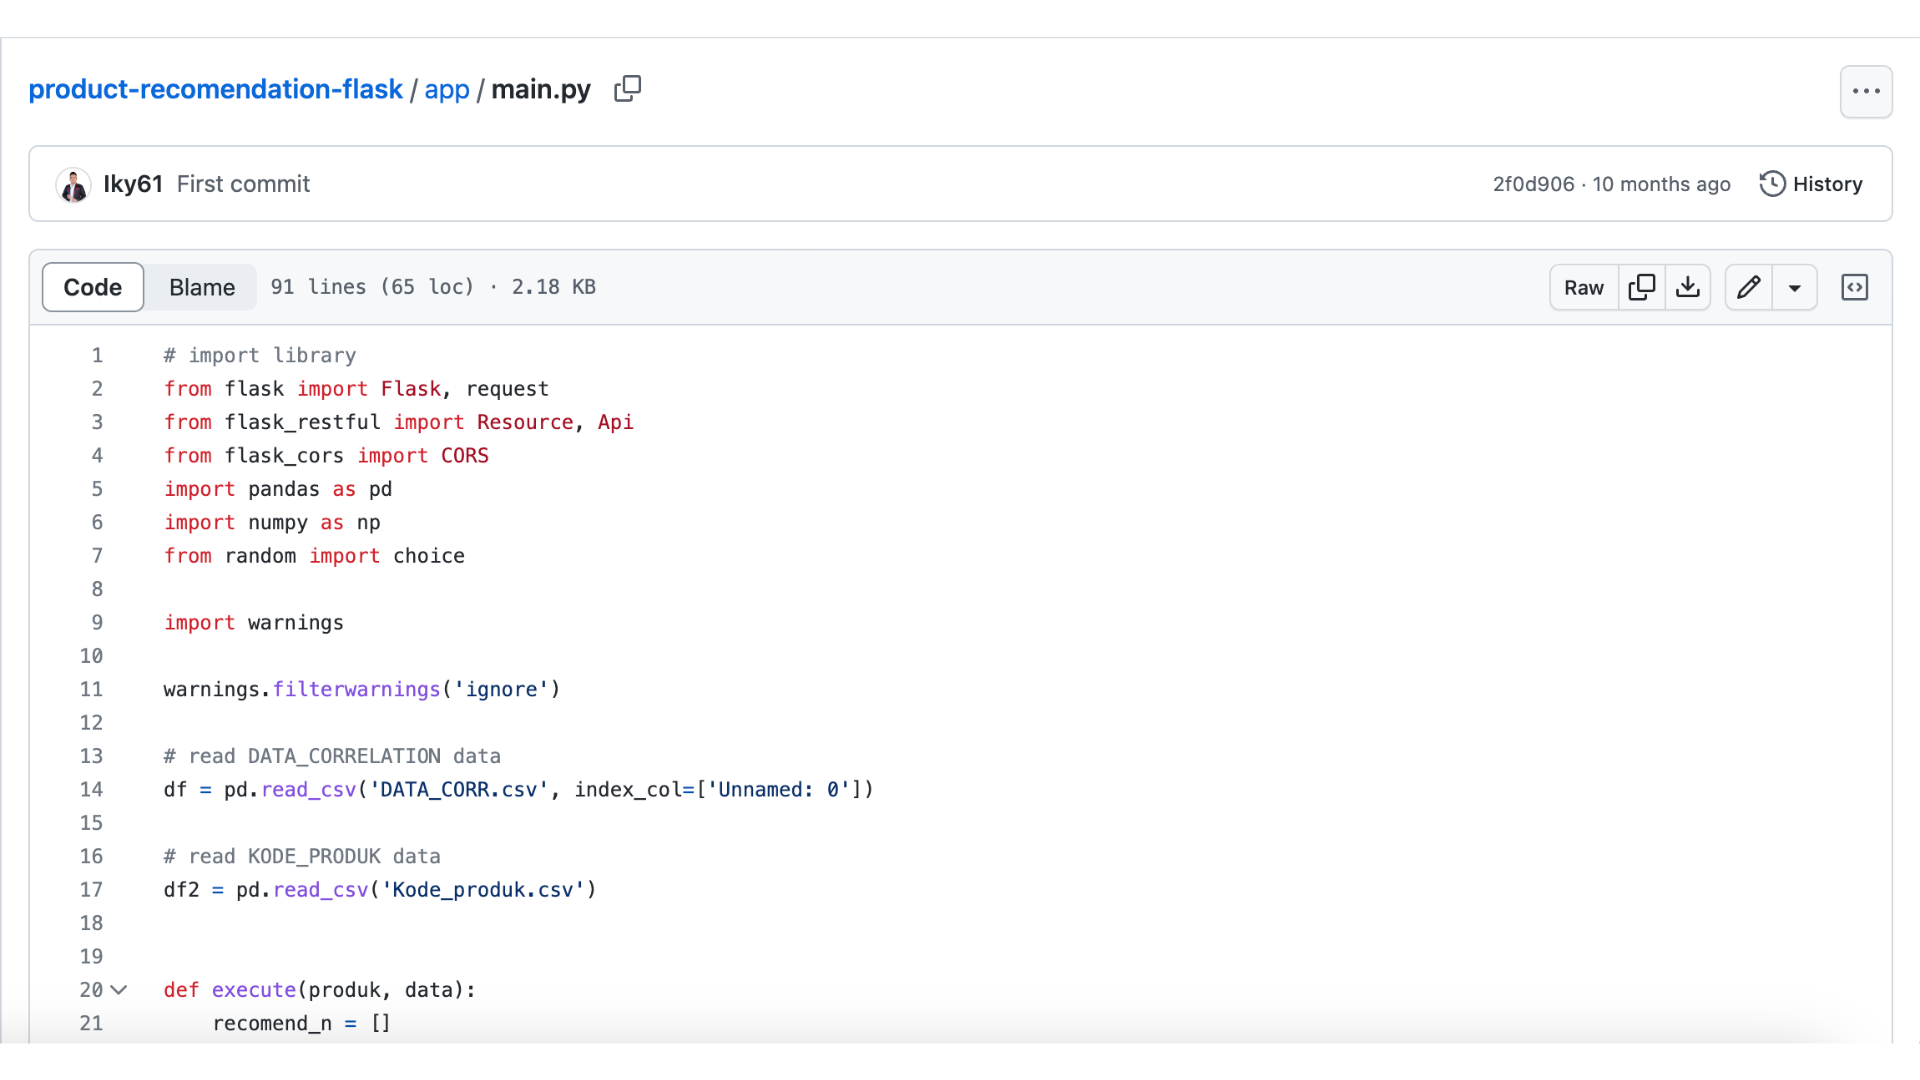 product-recomendation-flask / app / main.py
Iky61 First commit 2f0d906 · 10 months ago History
Code Blame 91 lines (65 loc) · 2.18 KB Raw
1 # import library
2 from flask import Flask, request
3 from flask_restful import Resource, Api
4 from flask_cors import CORS
5 import pandas as pd
6 import numpy as np
7 from random import choice
8
9 import warnings
10
11 warnings.filterwarnings('ignore')
12
13 # read DATA_CORRELATION data
14 df = pd.read_csv('DATA_CORR.csv', index_col=['Unnamed: 0'])
15
16 # read KODE_PRODUK data
17 df2 = pd.read_csv('Kode_produk.csv')
18
19
20 def execute(produk, data):
21     recomend_n = []